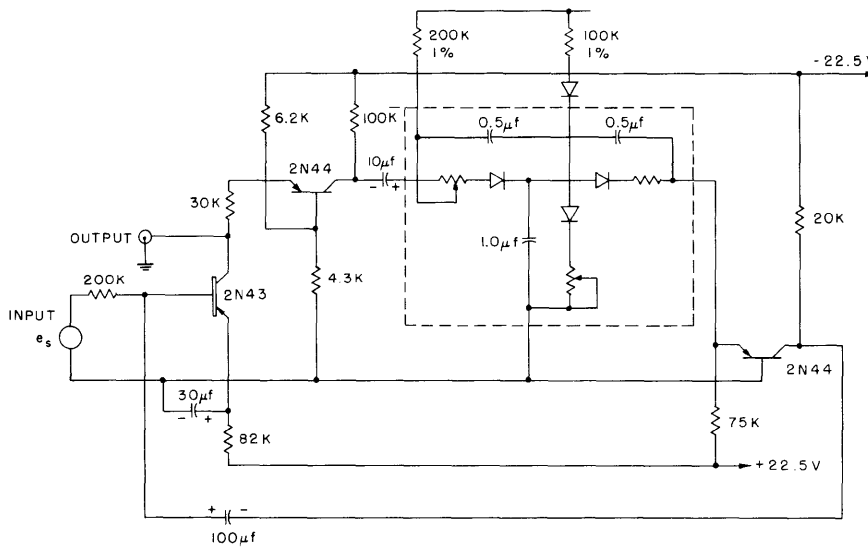 200K
1%
100K
1%
-22.5V
6.2K
100K
0.5μf
0.5μf
2N44
10μf
- +
30K
20K
OUTPUT
1.0μf
200K
2N43
4.3K
INPUT
es
2N44
30μf
- +
75K
82K
+22.5V
+ -
100μf